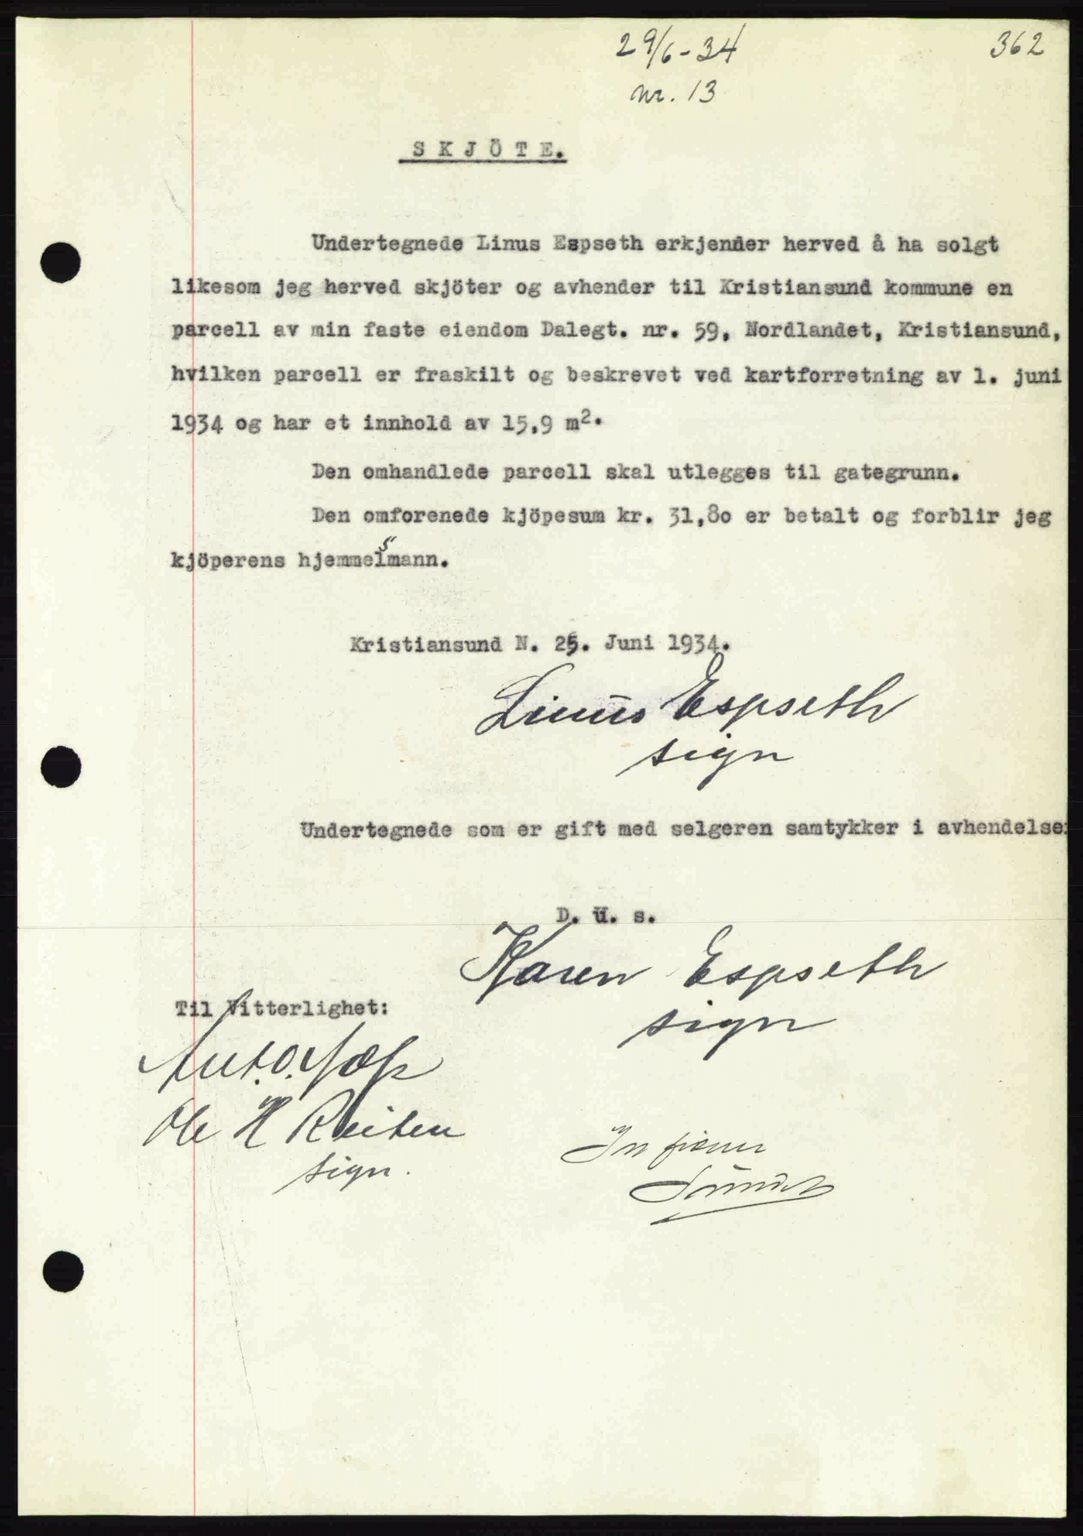 29/6-34
362
nr. 13
SKJÖTE.
Undertegnede Linus Espseth erkjender herved å ha solgt
likesom jeg herved skjöter og avhender til Kristiansund kommune en
parcell av min faste eiendom Dalegt. nr. 59, Nordlandet, Kristiansund,
hvilken parcell er fraskilt og beskrevet ved kartforretning av 1. juni
1934 og har et innhold av 15,9 m².
Den omhandlede parcell skal utlegges til gategrunn.
Den omforenede kjöpesum kr. 31,80 er betalt og forblir jeg
kjöperens hjemmelsmann.
Kristiansund N. 25. Juni 1934.
Linus Espseth
sign
Undertegnede som er gift med selgeren samtykker i avhendelse
D. u. s.
Karen Espseth
sign
Til Vitterlighet:
Ole H Reiten
sign.